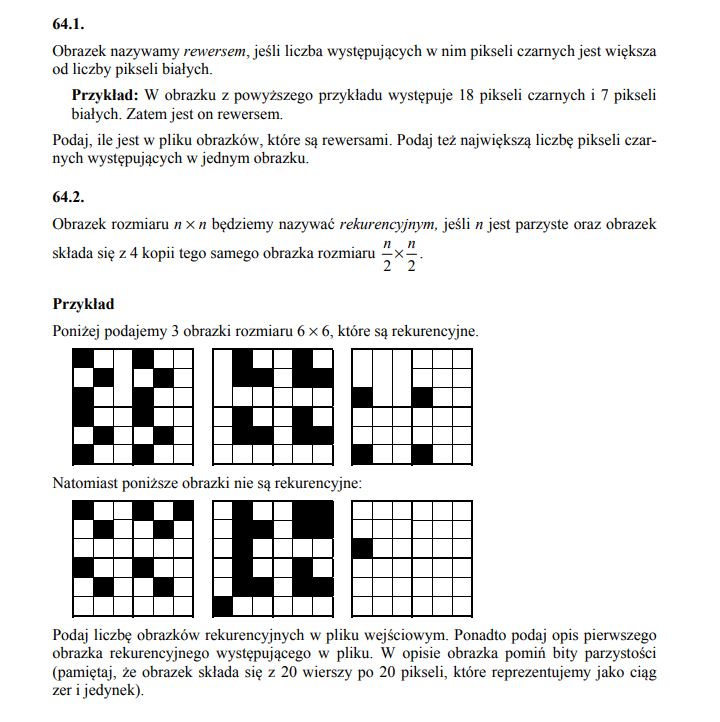 64.1.
Obrazek nazywamy rewersem, jeśli liczba występujących w nim pikseli czarnych jest większa
od liczby pikseli białych.
Przykład: W obrazku z powyższego przykładu występuje 18 pikseli czarnych i 7 pikseli
białych. Zatem jest on rewersem.
Podaj, ile jest w pliku obrazków, które są rewersami. Podaj też największą liczbę pikseli czar-
nych występujących w jednym obrazku.
64.2.
Obrazek rozmiaru n × n będziemy nazywać rekurencyjnym, jeśli n jest parzyste oraz obrazek
składa się z 4 kopii tego samego obrazka rozmiaru n/2 × n/2.
Przykład
Poniżej podajemy 3 obrazki rozmiaru 6 × 6, które są rekurencyjne.
Natomiast poniższe obrazki nie są rekurencyjne:
Podaj liczbę obrazków rekurencyjnych w pliku wejściowym. Ponadto podaj opis pierwszego
obrazka rekurencyjnego występującego w pliku. W opisie obrazka pomiń bity parzystości
(pamiętaj, że obrazek składa się z 20 wierszy po 20 pikseli, które reprezentujemy jako ciąg
zer i jedynek).